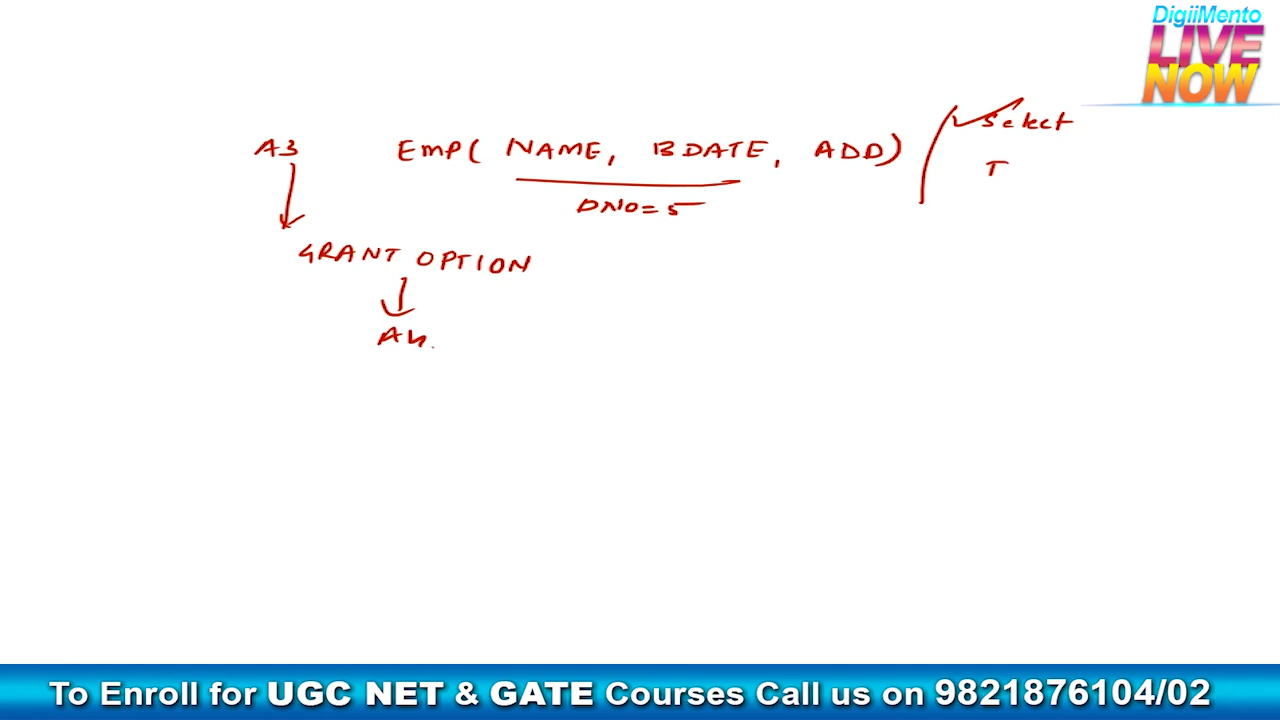 DigiiMento
LIVE
NOW
A3 EMP( NAME, BDATE, ADD) Select
T
DNO=5
GRANT OPTION
A4
To Enroll for UGC NET & GATE Courses Call us on 9821876104/02